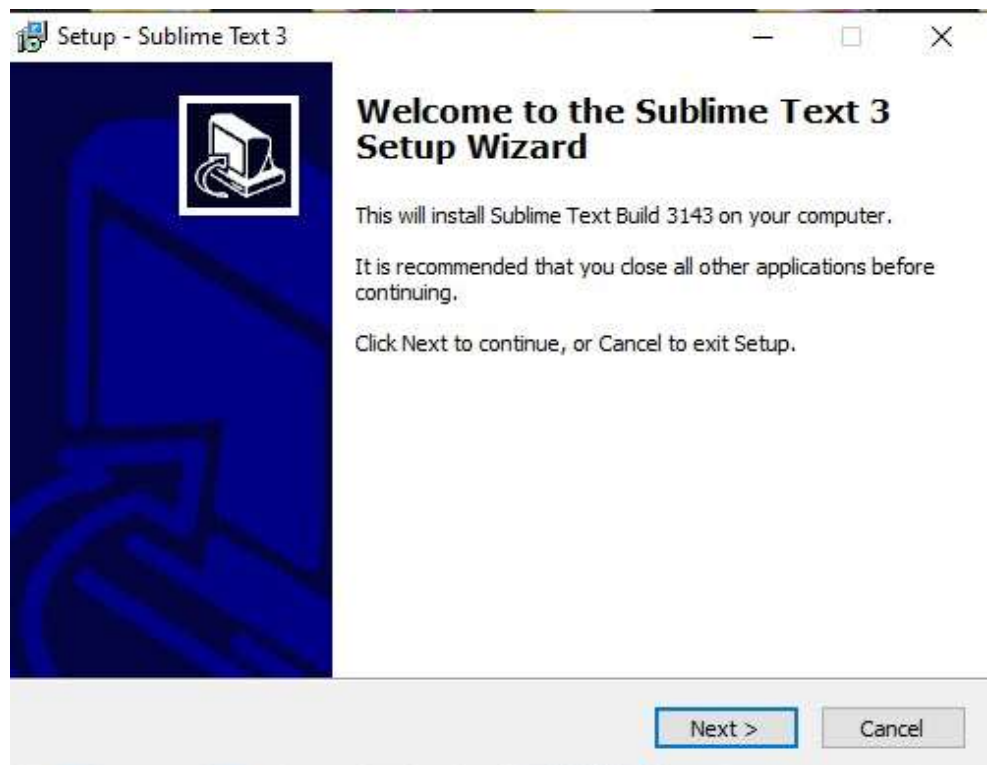 Setup - Sublime Text 3
Welcome to the Sublime Text 3
Setup Wizard
This will install Sublime Text Build 3143 on your computer.
It is recommended that you close all other applications before
continuing.
Click Next to continue, or Cancel to exit Setup.
Next >
Cancel